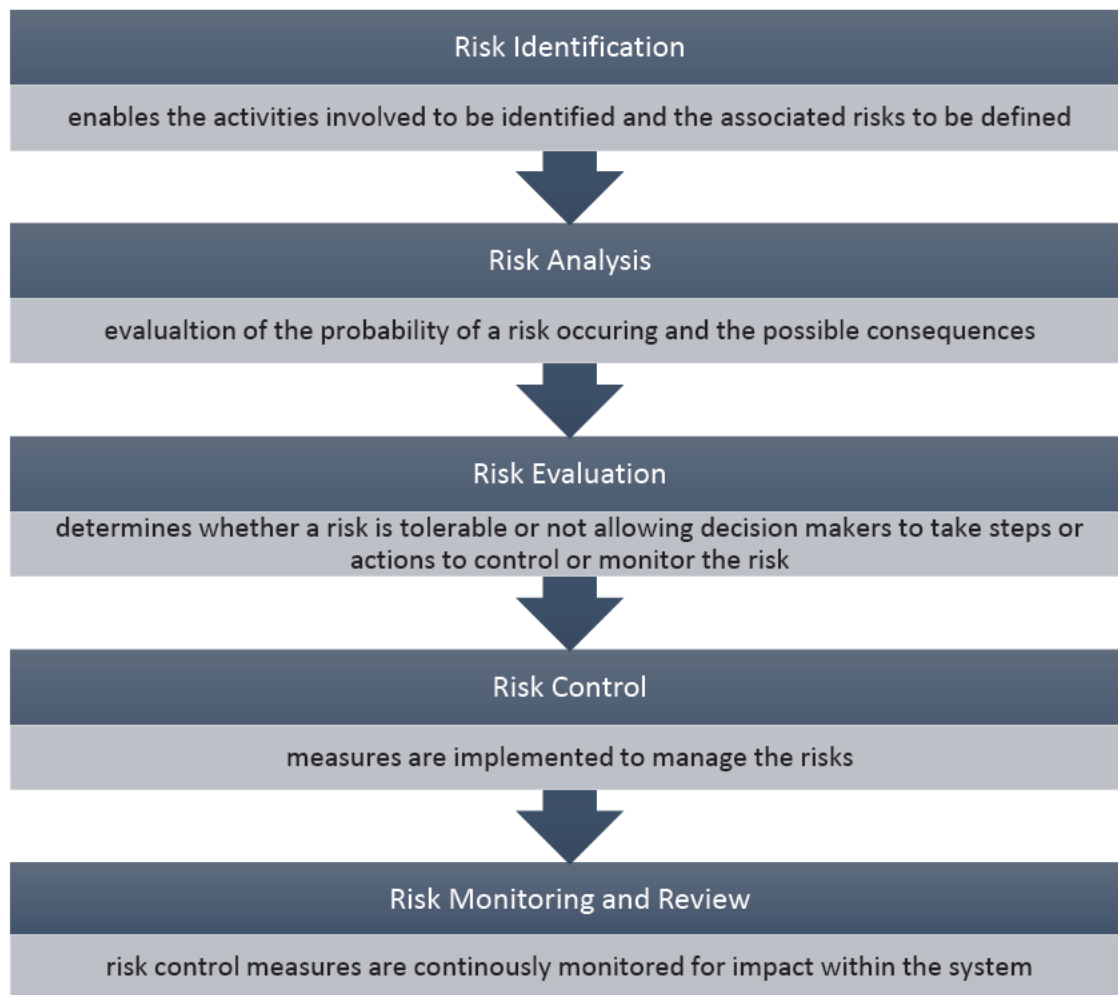 Risk Identification
enables the activities involved to be identified and the associated risks to be defined
Risk Analysis
evalualtion of the probability of a risk occuring and the possible consequences
Risk Evaluation
determines whether a risk is tolerable or not allowing decision makers to take steps or
actions to control or monitor the risk
Risk Control
measures are implemented to manage the risks
Risk Monitoring and Review
risk control measures are continously monitored for impact within the system